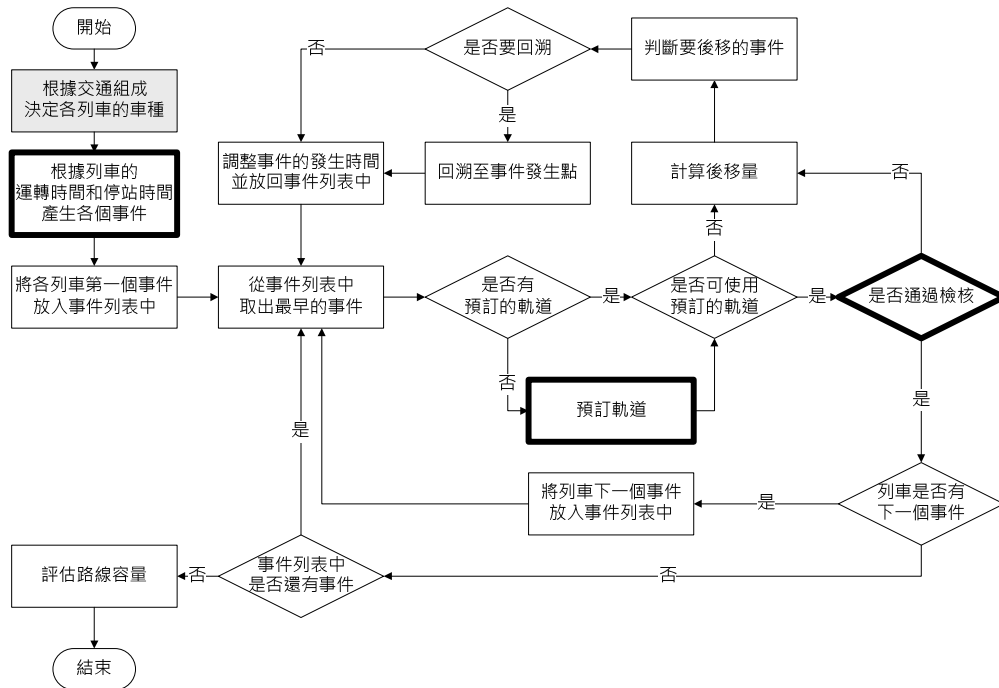 開始
根據交通組成
決定各列車的車種
根據列車的
運轉時間和停站時間
產生各個事件
將各列車第一個事件
放入事件列表中
從事件列表中
取出最早的事件
調整事件的發生時間
並放回事件列表中
否
是否要回溯
是
回溯至事件發生點
判斷要後移的事件
計算後移量
否
否
是否有
預訂的軌道
是
是否可使用
預訂的軌道
是
是否通過檢核
否
預訂軌道
是
是
列車是否有
下一個事件
是
將列車下一個事件
放入事件列表中
否
事件列表中
是否還有事件
否
評估路線容量
結束